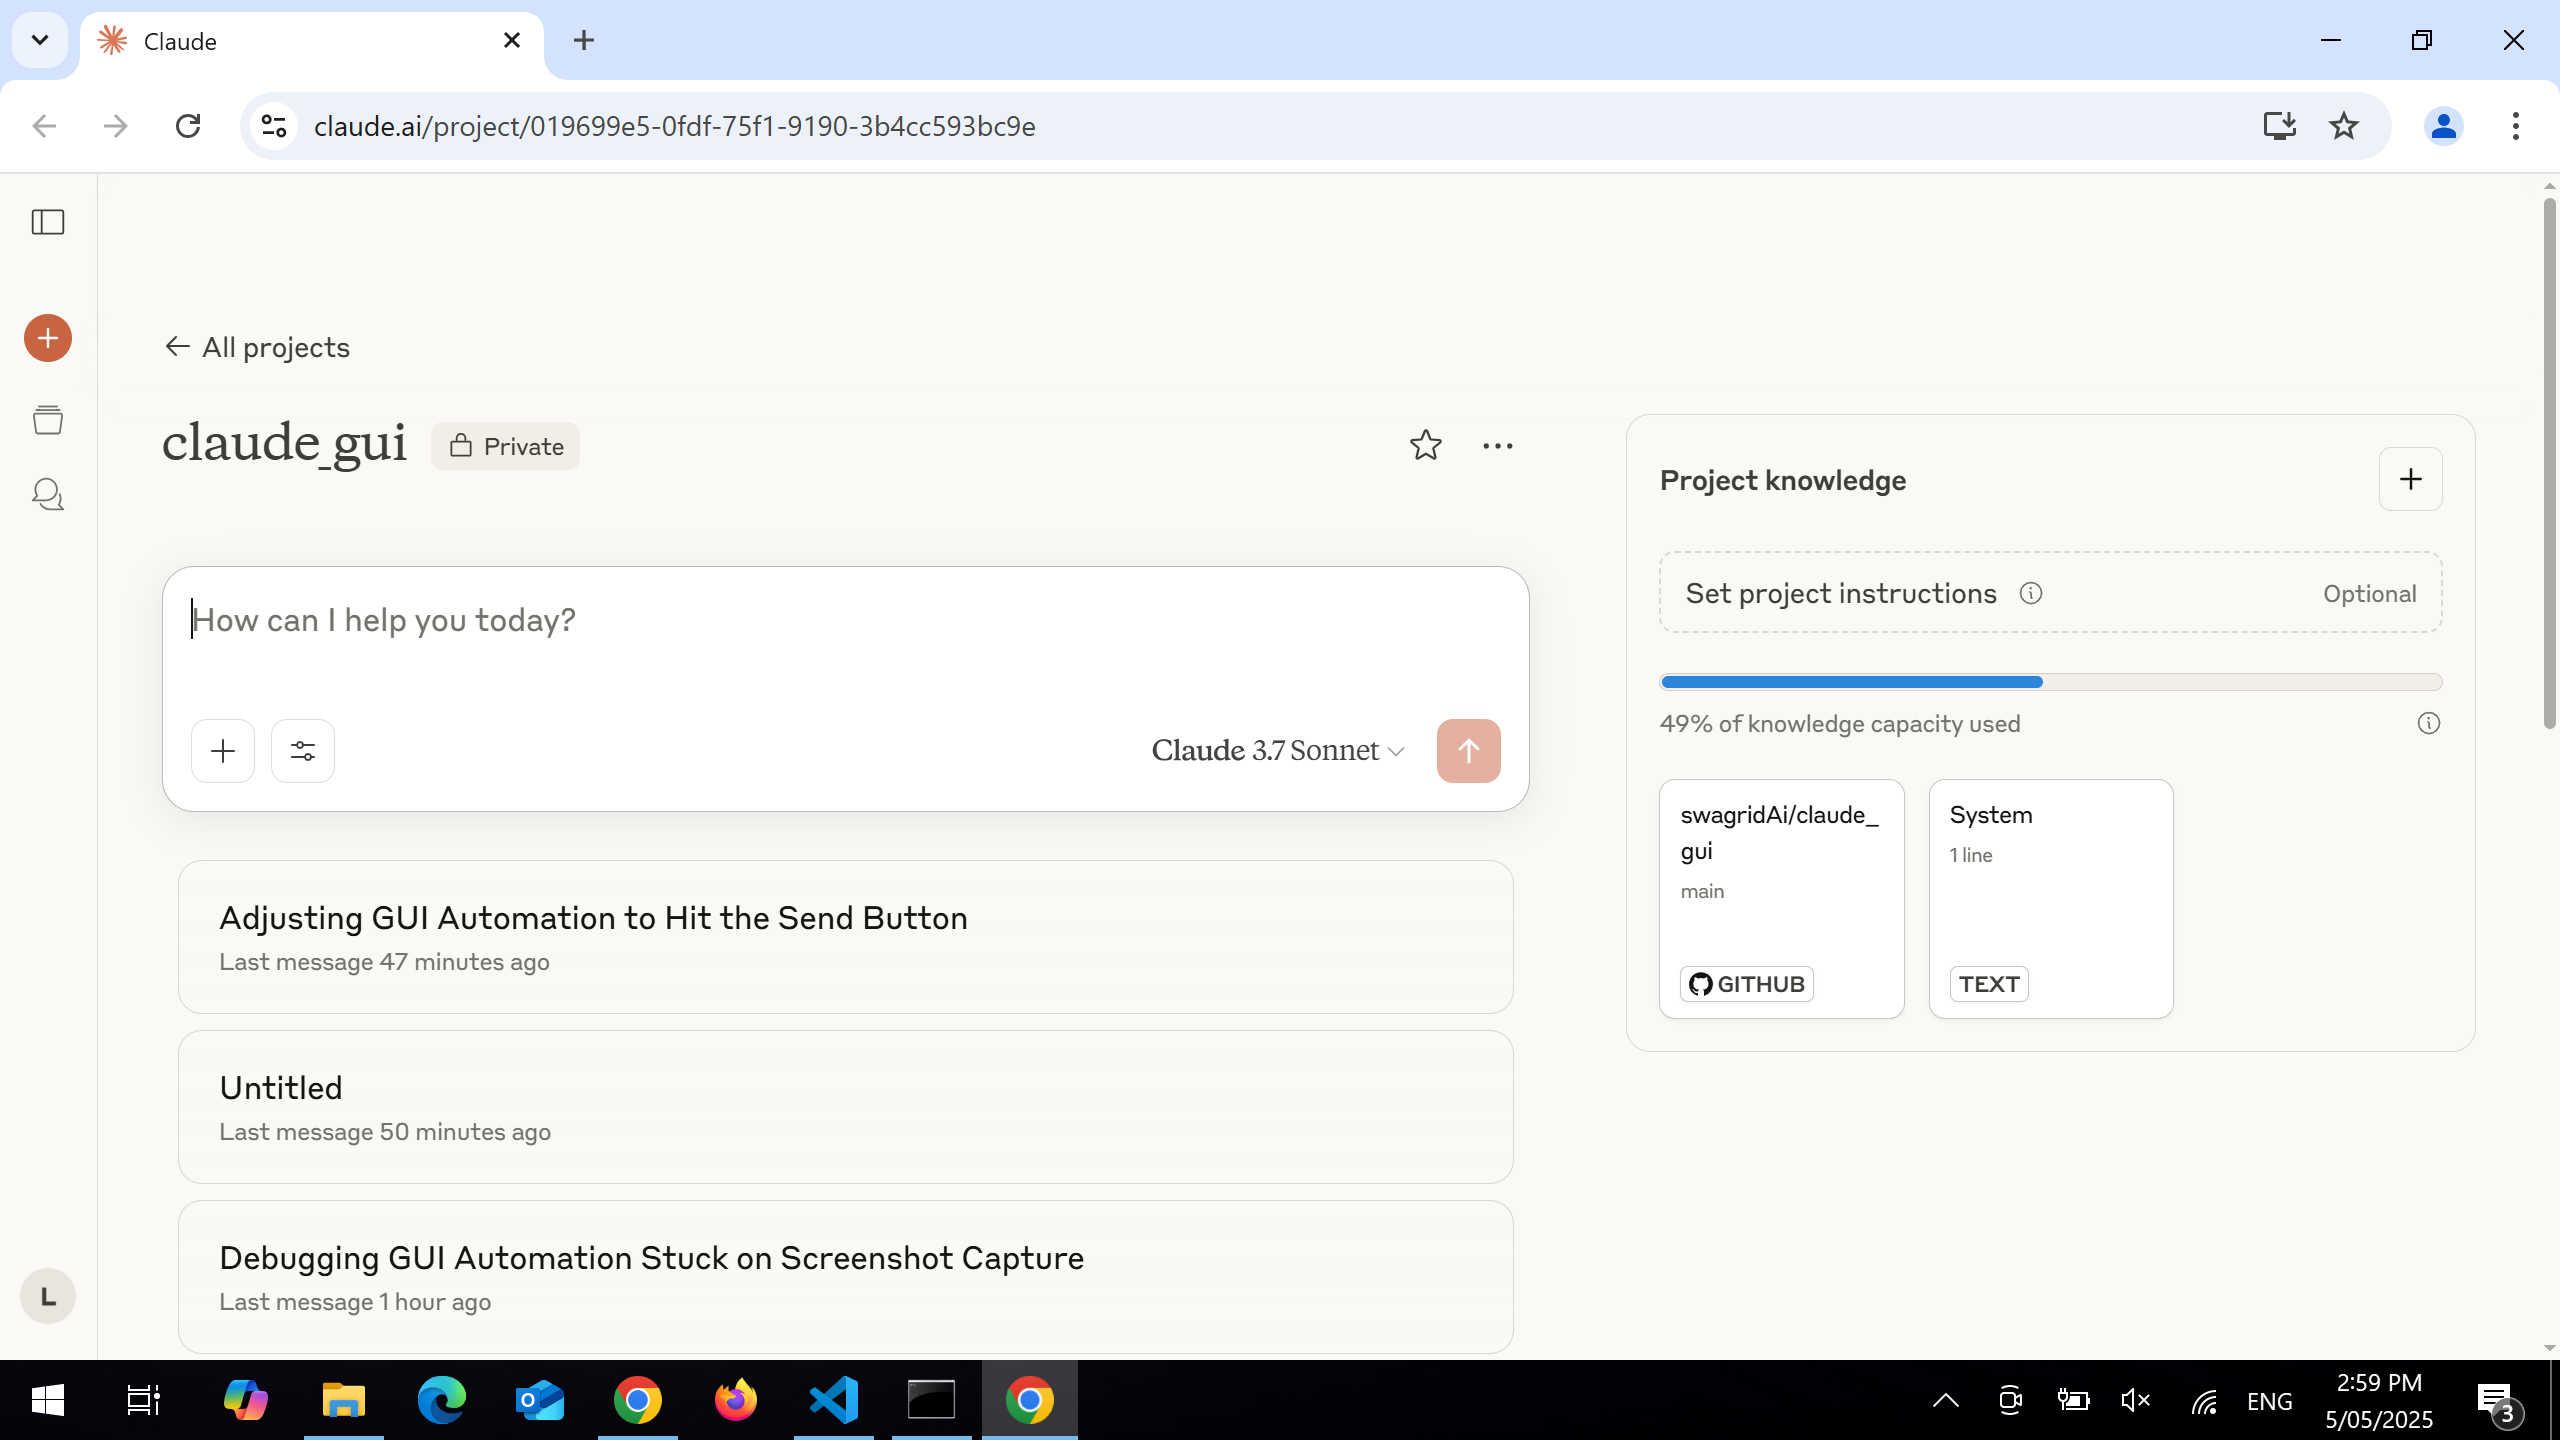 Claude
claude.ai/project/019699e5-0fdf-75f1-9190-3b4cc593bc9e
All projects
claude_gui
Private
How can I help you today?
Claude 3.7 Sonnet
Adjusting GUI Automation to Hit the Send Button
Last message 47 minutes ago
Untitled
Last message 50 minutes ago
Debugging GUI Automation Stuck on Screenshot Capture
Last message 1 hour ago
L
Project knowledge
Set project instructions
Optional
49% of knowledge capacity used
swagridAi/claude_
gui
main
GITHUB
System
1 line
TEXT
ENG
2:59 PM
5/05/2025
3